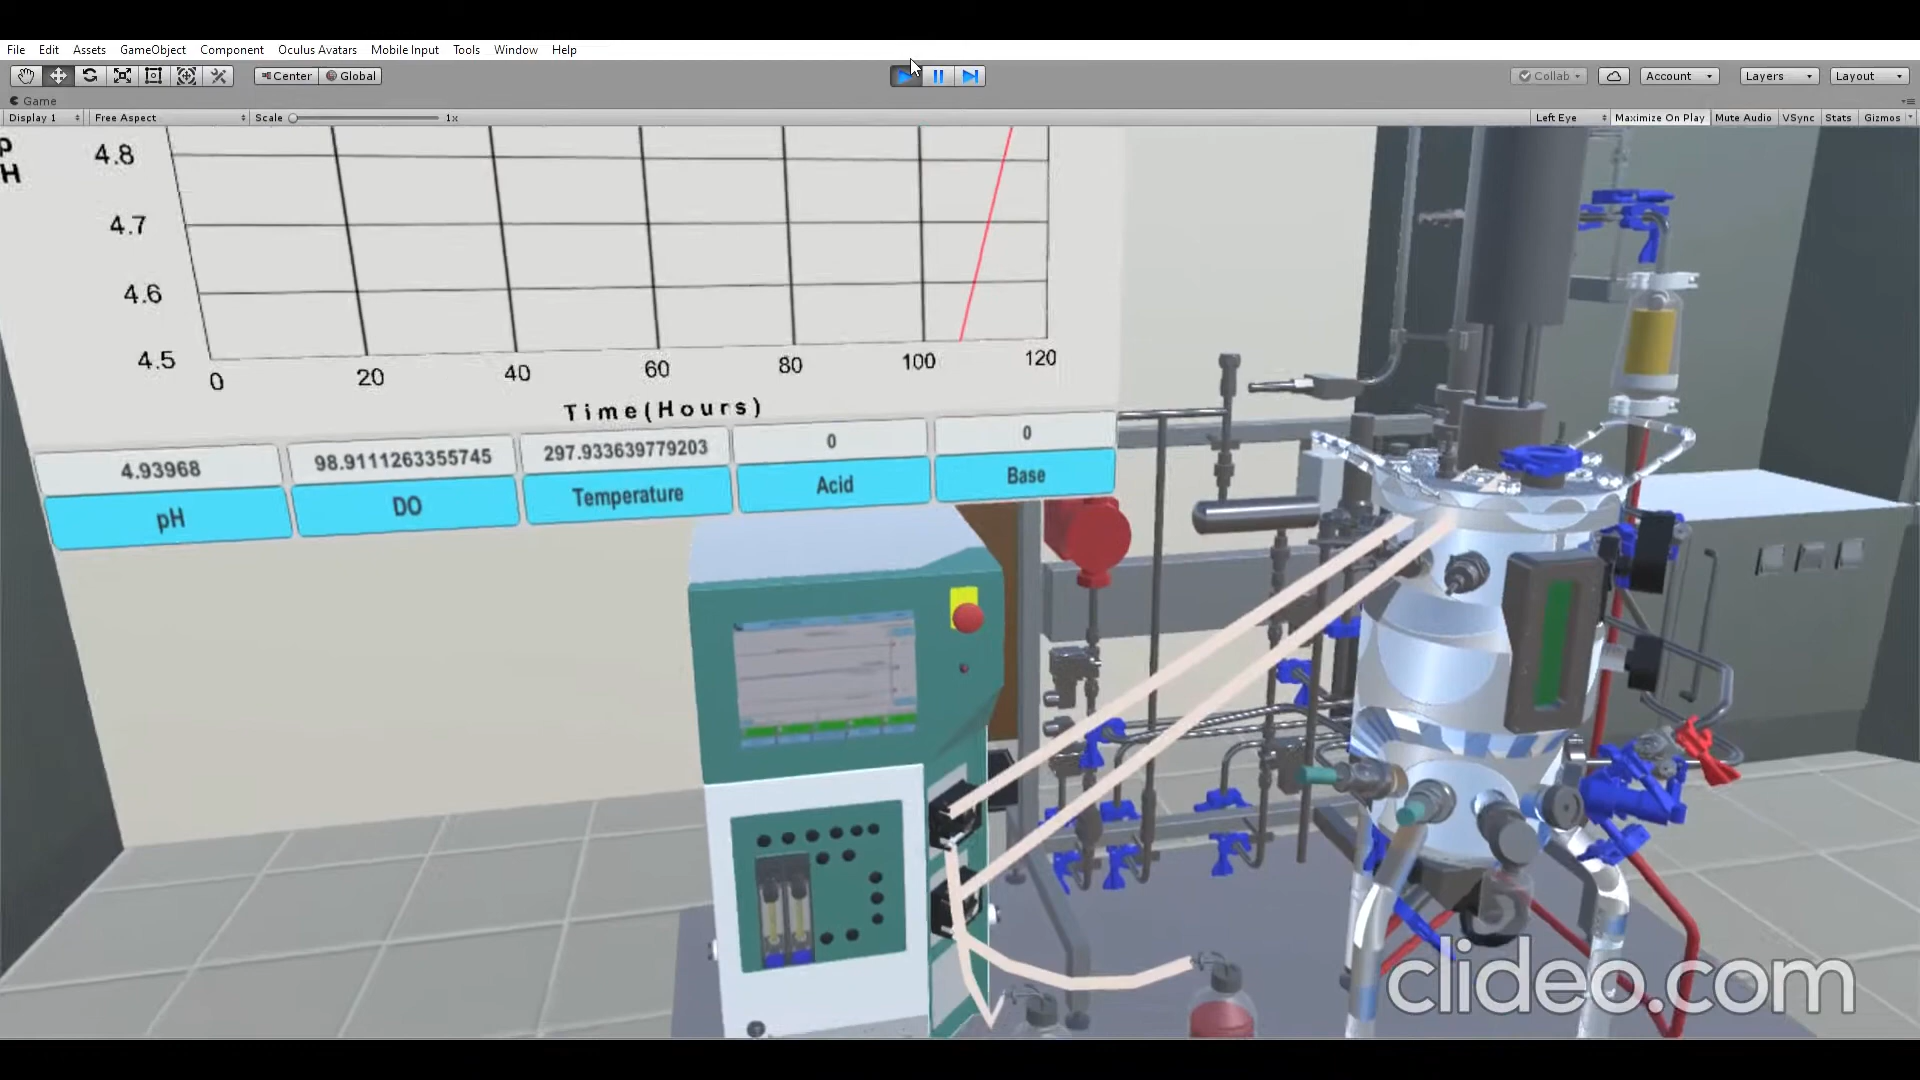 File Edit Assets GameObject Component Oculus Avatars Mobile Input Tools Window Help
Center Global Collab Account Layers Layout
Game
Display 1 Free Aspect Scale 1x Left Eye Maximize On Play Mute Audio VSync Stats Gizmos
pH
4.8
4.7
4.6
4.5
0 20 40 60 80 100 120
Time(Hours)
4.93968 98.9111263355745 297.933639779203 0 0
pH DO Temperature Acid Base
clideo.com